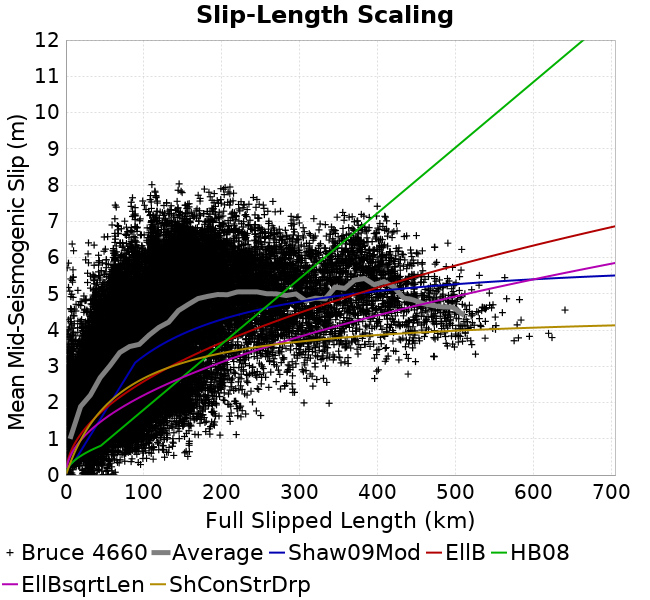 Slip-Length Scaling
Mean Mid-Seismogenic Slip (m)
12
11
10
9
8
7
6
5
4
3
2
1
0
0 100 200 300 400 500 600 700
Full Slipped Length (km)
Bruce 4660 Average Shaw09Mod EllB HB08
EllBsqrtLen ShConStrDrp